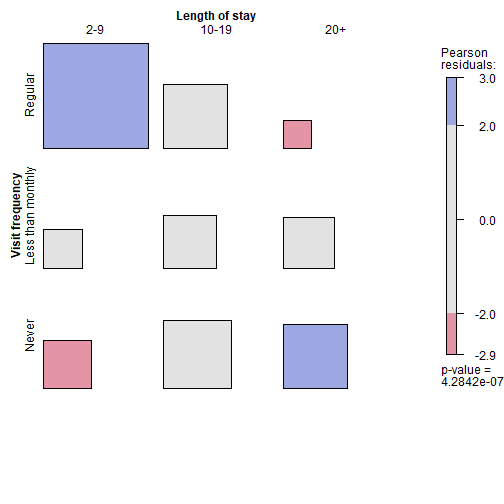 Length of stay
2-9 10-19 20+
Pearson
residuals:
3.0
2.0
0.0
-2.0
-2.9
p-value =
4.2842e-07
Visit frequency
Regular
Less than monthly
Never